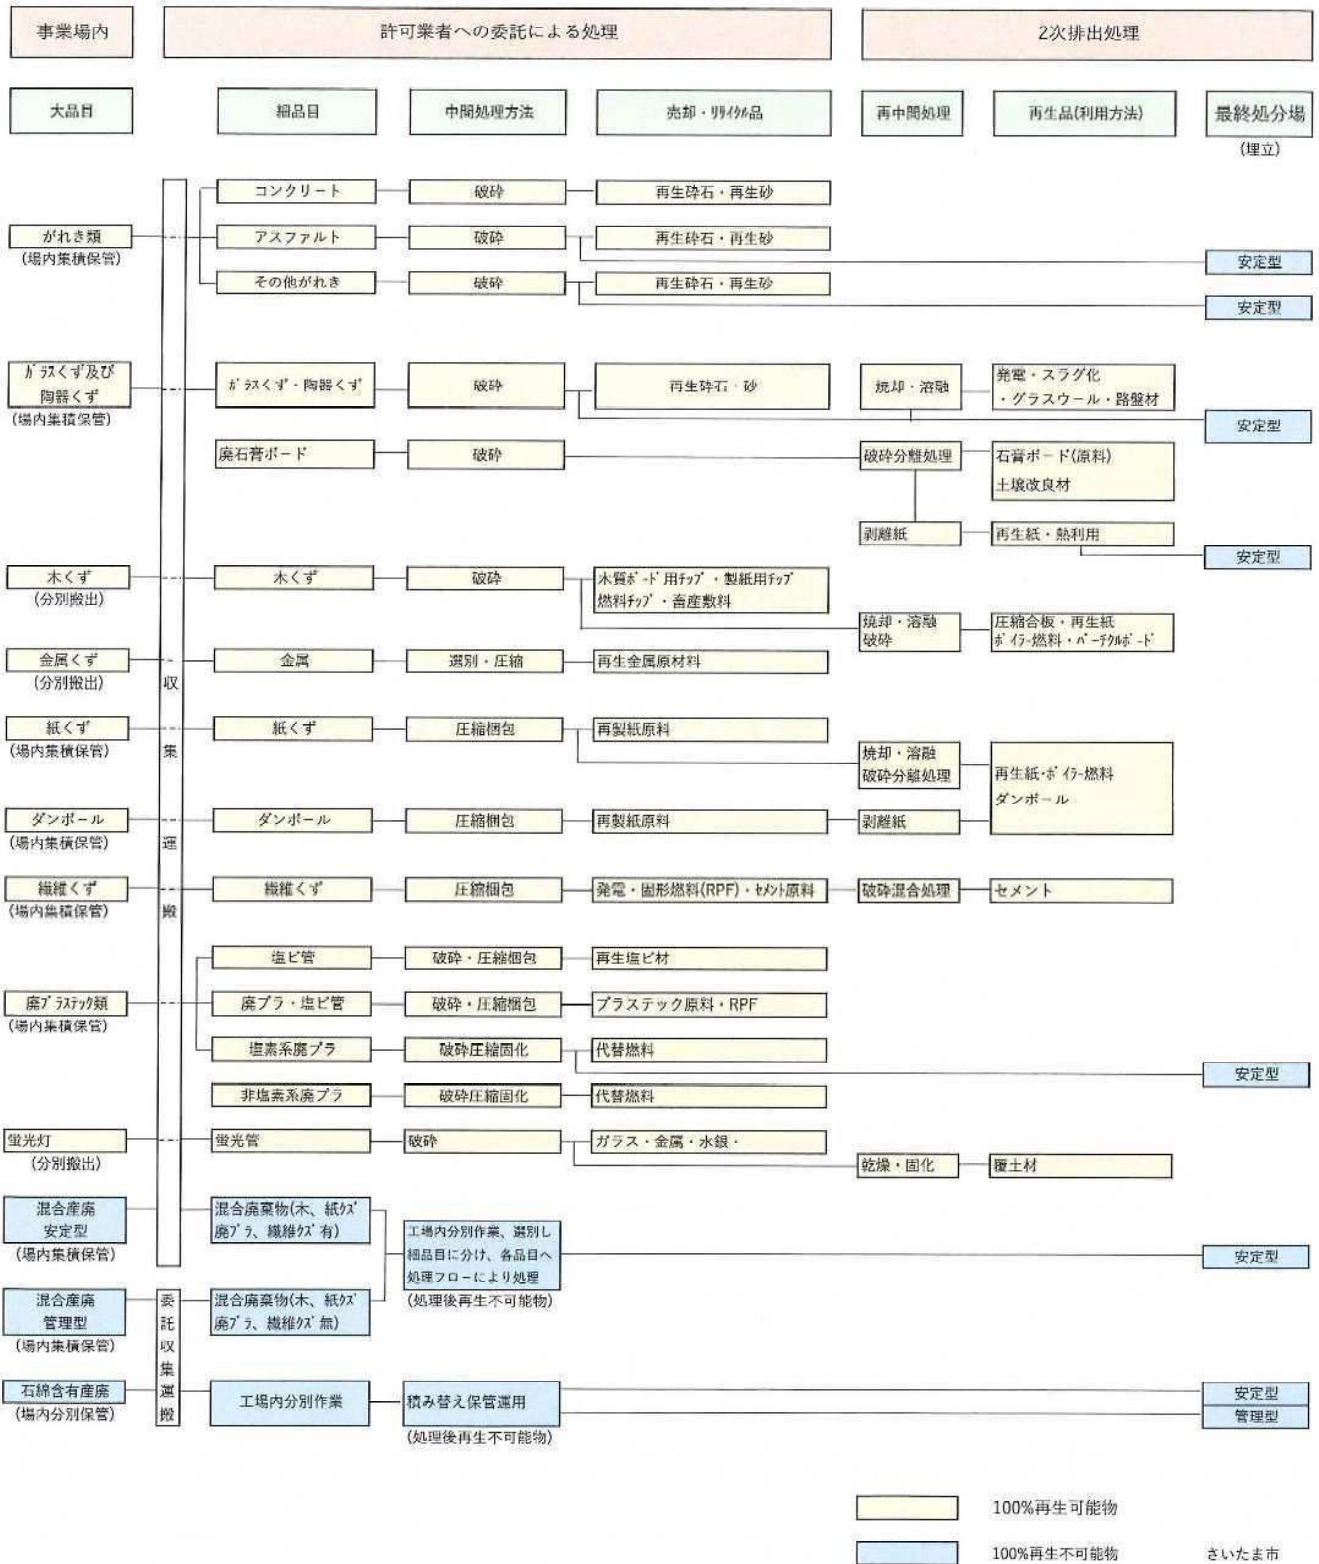 事業場内
許可業者への委託による処理
2次排出処理
大品目
細品目
中間処理方法
売却・リサイクル品
再中間処理
再生品(利用方法)
最終処分場
(埋立)
コンクリート
破砕
再生砕石・再生砂
がれき類
(場内集積保管)
アスファルト
破砕
再生砕石・再生砂
安定型
その他がれき
破砕
再生砕石・再生砂
安定型
ガラスくず及び
陶器くず
(場内集積保管)
ガラスくず・陶器くず
破砕
再生砕石・砂
焼却・溶融
発電・スラグ化
・グラスウール・路盤材
安定型
廃石膏ボード
破砕
破砕分離処理
石膏ボード(原料)
土壌改良材
剥離紙
再生紙・熱利用
安定型
木くず
(分別搬出)
木くず
破砕
木質ボード用チップ・製紙用チップ
燃料チップ・畜産敷料
焼却・溶融
破砕
圧縮合板・再生紙
ボイラー燃料・パーチクルボード
金属くず
(分別搬出)
金属
選別・圧縮
再生金属原材料
紙くず
(場内集積保管)
紙くず
圧縮梱包
再製紙原料
焼却・溶融
破砕分離処理
再生紙・ボイラー燃料
ダンボール
ダンボール
(場内集積保管)
ダンボール
圧縮梱包
再製紙原料
剥離紙
繊維くず
(場内集積保管)
繊維くず
圧縮梱包
発電・固形燃料(RPF)・セメント原料
破砕混合処理
セメント
収集運搬
塩ビ管
破砕・圧縮梱包
再生塩ビ材
廃プラステック類
(場内集積保管)
廃プラ・塩ビ管
破砕・圧縮梱包
プラステック原料・RPF
塩素系廃プラ
破砕圧縮固化
代替燃料
安定型
非塩素系廃プラ
破砕圧縮固化
代替燃料
蛍光灯
(分別搬出)
蛍光管
破砕
ガラス・金属・水銀・
乾燥・固化
覆土材
混合産廃
安定型
(場内集積保管)
混合廃棄物(木、紙クズ
廃プラ、繊維クズ有)
工場内分別作業、選別し
細品目に分け、各品目へ
処理フローにより処理
(処理後再生不可能物)
安定型
混合産廃
管理型
(場内集積保管)
委託収集運搬
混合廃棄物(木、紙クズ
廃プラ、繊維クズ無)
石綿含有産廃
(場内分別保管)
工場内分別作業
積み替え保管運用
(処理後再生不可能物)
安定型
管理型
100%再生可能物
100%再生不可能物
さいたま市